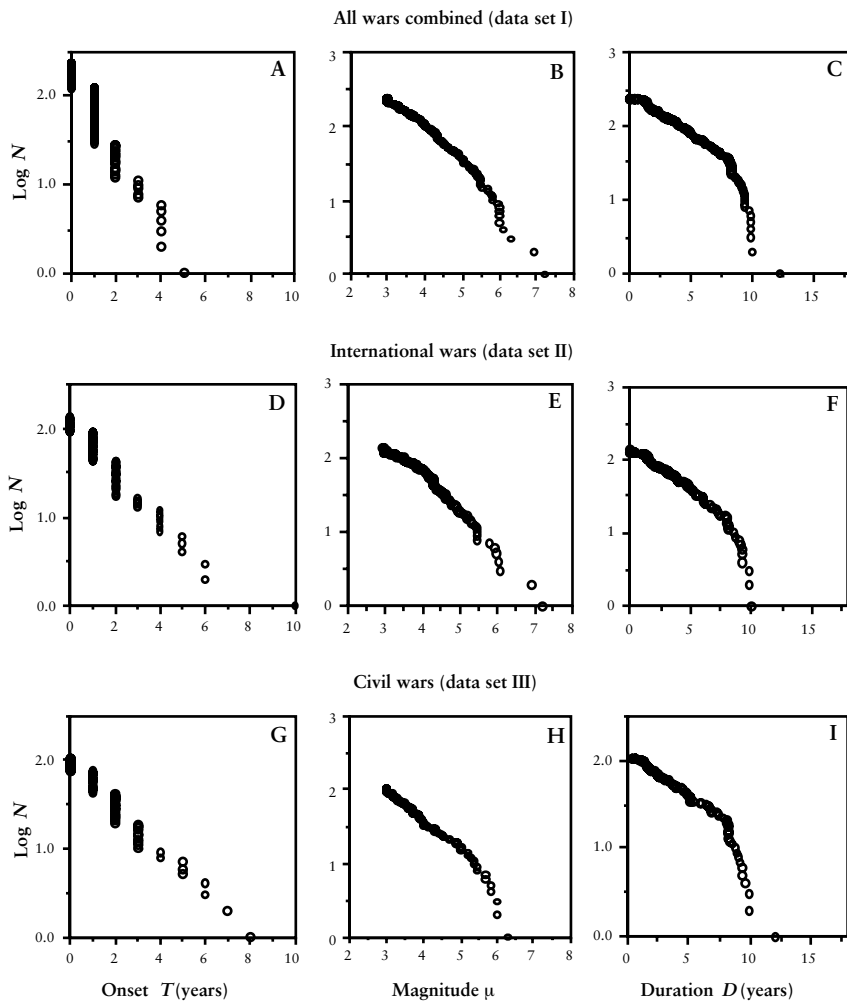 All wars combined (data set I)
A
B
C
Log N
2.0
1.0
0.0
0 2 4 6 8 10
3
2
1
0
2 3 4 5 6 7 8
3
2
1
0
0 5 10 15
International wars (data set II)
D
E
F
Log N
2.0
1.0
0.0
0 2 4 6 8 10
3
2
1
0
2 3 4 5 6 7 8
3
2
1
0
0 5 10 15
Civil wars (data set III)
G
H
I
Log N
2.0
1.0
0.0
0 2 4 6 8 10
3
2
1
0
2 3 4 5 6 7 8
2.0
1.0
0.0
0 5 10 15
Onset T (years)
Magnitude μ
Duration D (years)